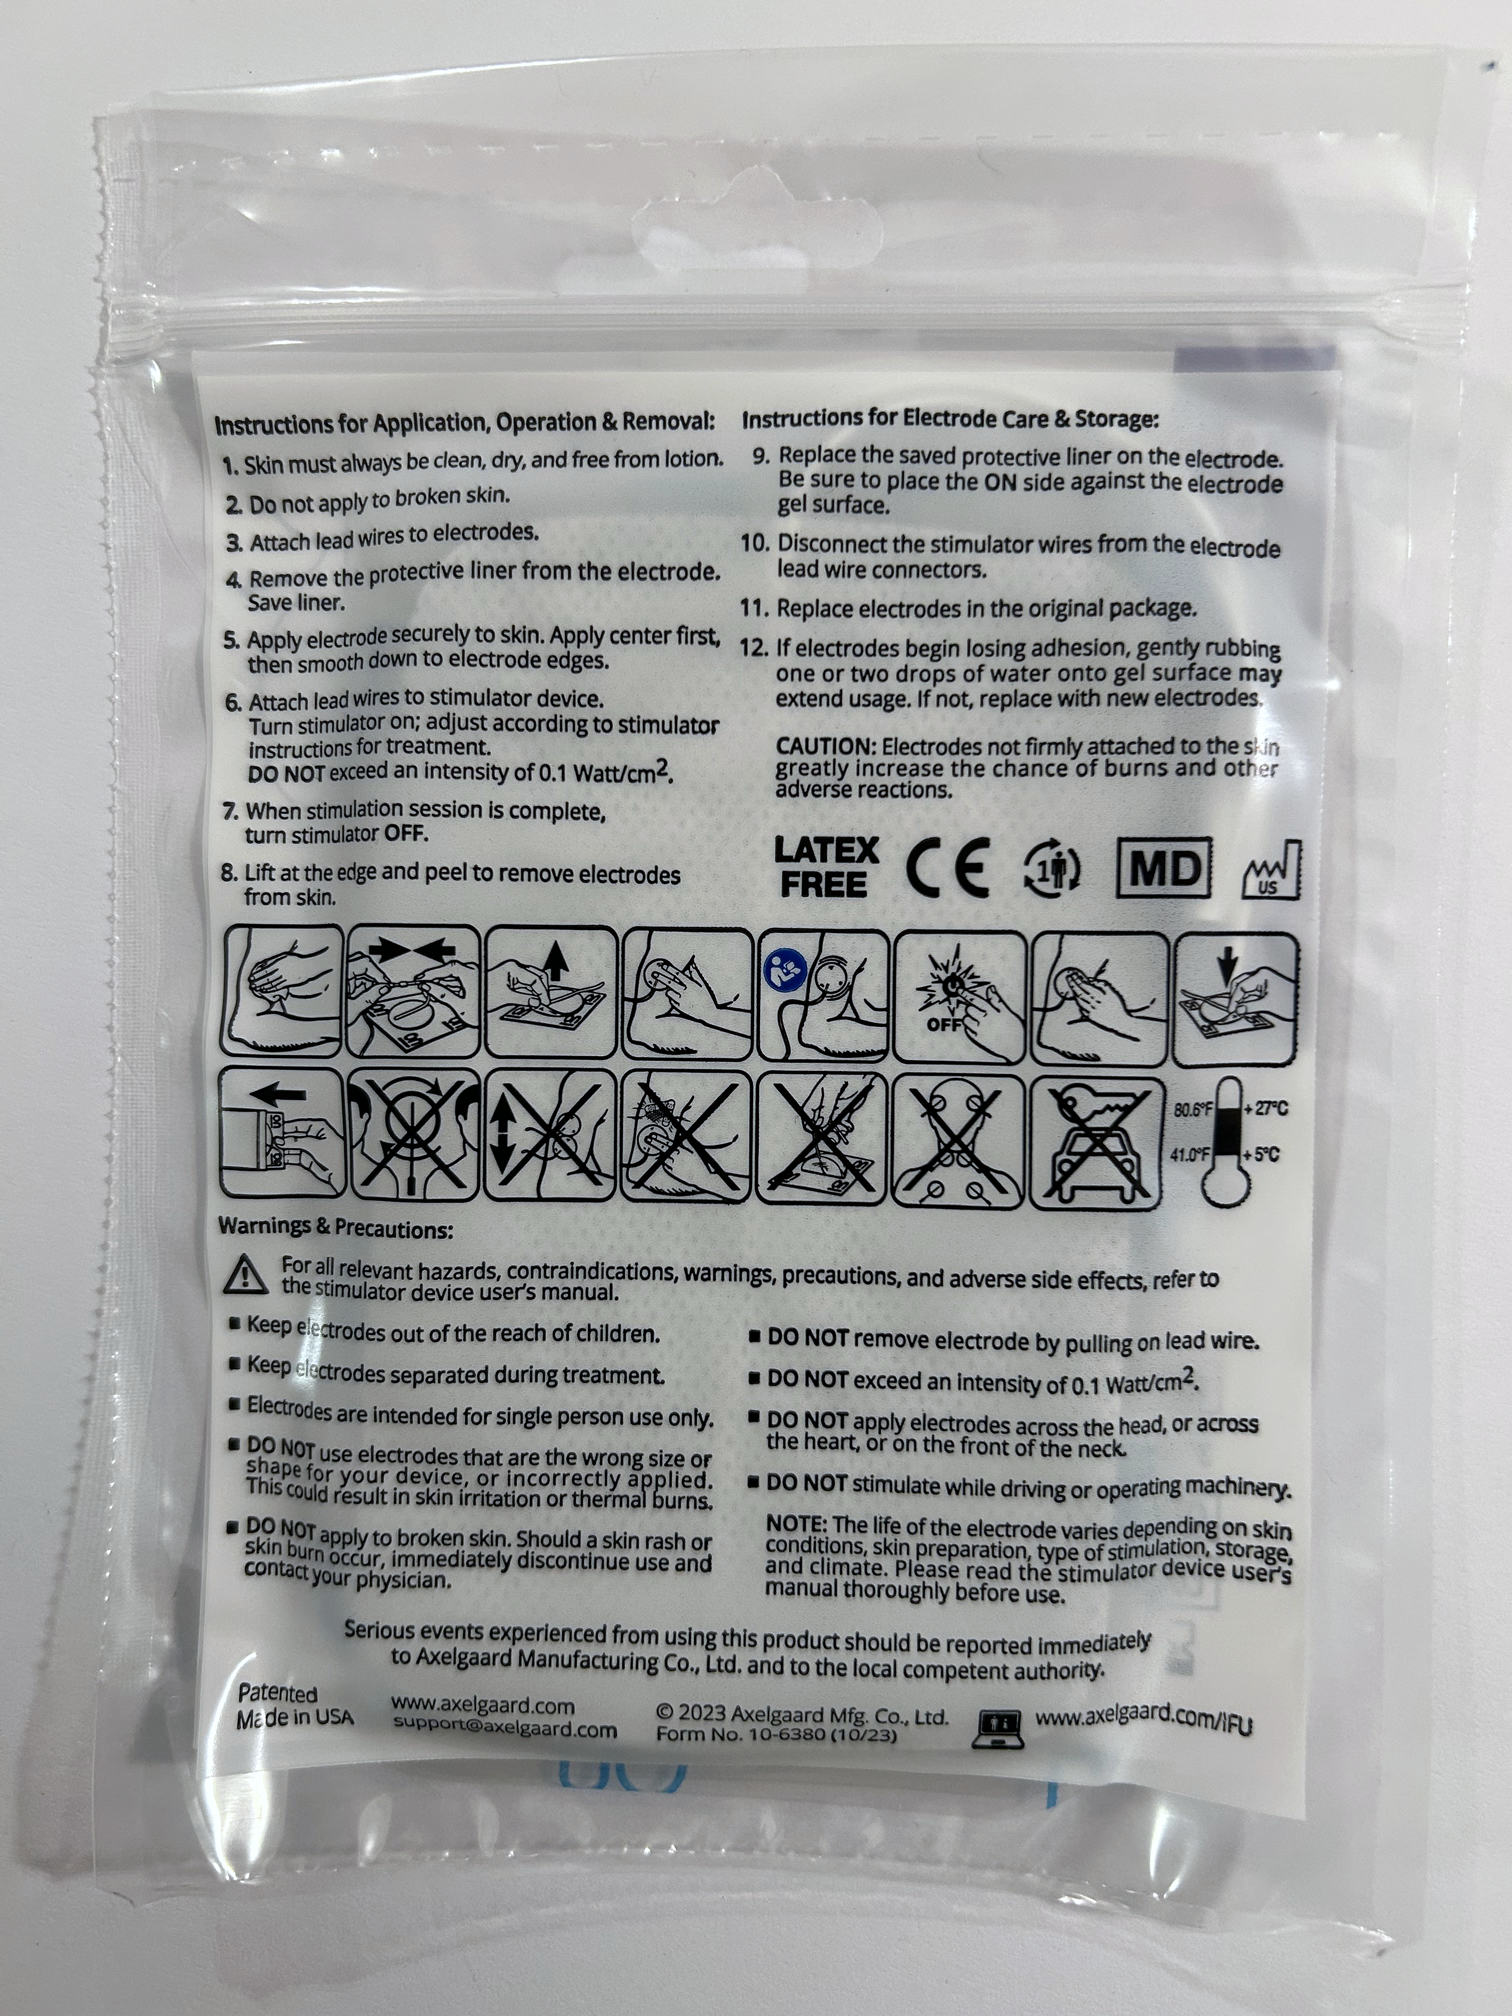 Instructions for Application, Operation & Removal:
1. Skin must always be clean, dry, and free from lotion.
2. Do not apply to broken skin.
3. Attach lead wires to electrodes.
4. Remove the protective liner from the electrode.
Save liner.
5. Apply electrode securely to skin. Apply center first,
then smooth down to electrode edges.
6. Attach lead wires to stimulator device.
Turn stimulator on; adjust according to stimulator
instructions for treatment.
DO NOT exceed an intensity of 0.1 Watt/cm².
7. When stimulation session is complete,
turn stimulator OFF.
8. Lift at the edge and peel to remove electrodes
from skin.
Instructions for Electrode Care & Storage:
9. Replace the saved protective liner on the electrode.
Be sure to place the ON side against the electrode
gel surface.
10. Disconnect the stimulator wires from the electrode
lead wire connectors.
11. Replace electrodes in the original package.
12. If electrodes begin losing adhesion, gently rubbing
one or two drops of water onto gel surface may
extend usage. If not, replace with new electrodes.
CAUTION: Electrodes not firmly attached to the skin
greatly increase the chance of burns and other
adverse reactions.
LATEX
FREE
CE
1
MD
US
OFF
80.6°F +27°C
41.0°F +5°C
Warnings & Precautions:
For all relevant hazards, contraindications, warnings, precautions, and adverse side effects, refer to
the stimulator device user's manual.
▪ Keep electrodes out of the reach of children.
▪ Keep electrodes separated during treatment.
▪ Electrodes are intended for single person use only.
▪ DO NOT use electrodes that are the wrong size or
shape for your device, or incorrectly applied.
This could result in skin irritation or thermal burns.
▪ DO NOT apply to broken skin. Should a skin rash or
skin burn occur, immediately discontinue use and
contact your physician.
▪ DO NOT remove electrode by pulling on lead wire.
▪ DO NOT exceed an intensity of 0.1 Watt/cm².
▪ DO NOT apply electrodes across the head, or across
the heart, or on the front of the neck.
▪ DO NOT stimulate while driving or operating machinery.
NOTE: The life of the electrode varies depending on skin
conditions, skin preparation, type of stimulation, storage,
and climate. Please read the stimulator device user's
manual thoroughly before use.
Serious events experienced from using this product should be reported immediately
to Axelgaard Manufacturing Co., Ltd. and to the local competent authority.
Patented
Made in USA
www.axelgaard.com
support@axelgaard.com
© 2023 Axelgaard Mfg. Co., Ltd.
Form No. 10-6380 (10/23)
www.axelgaard.com/IFU